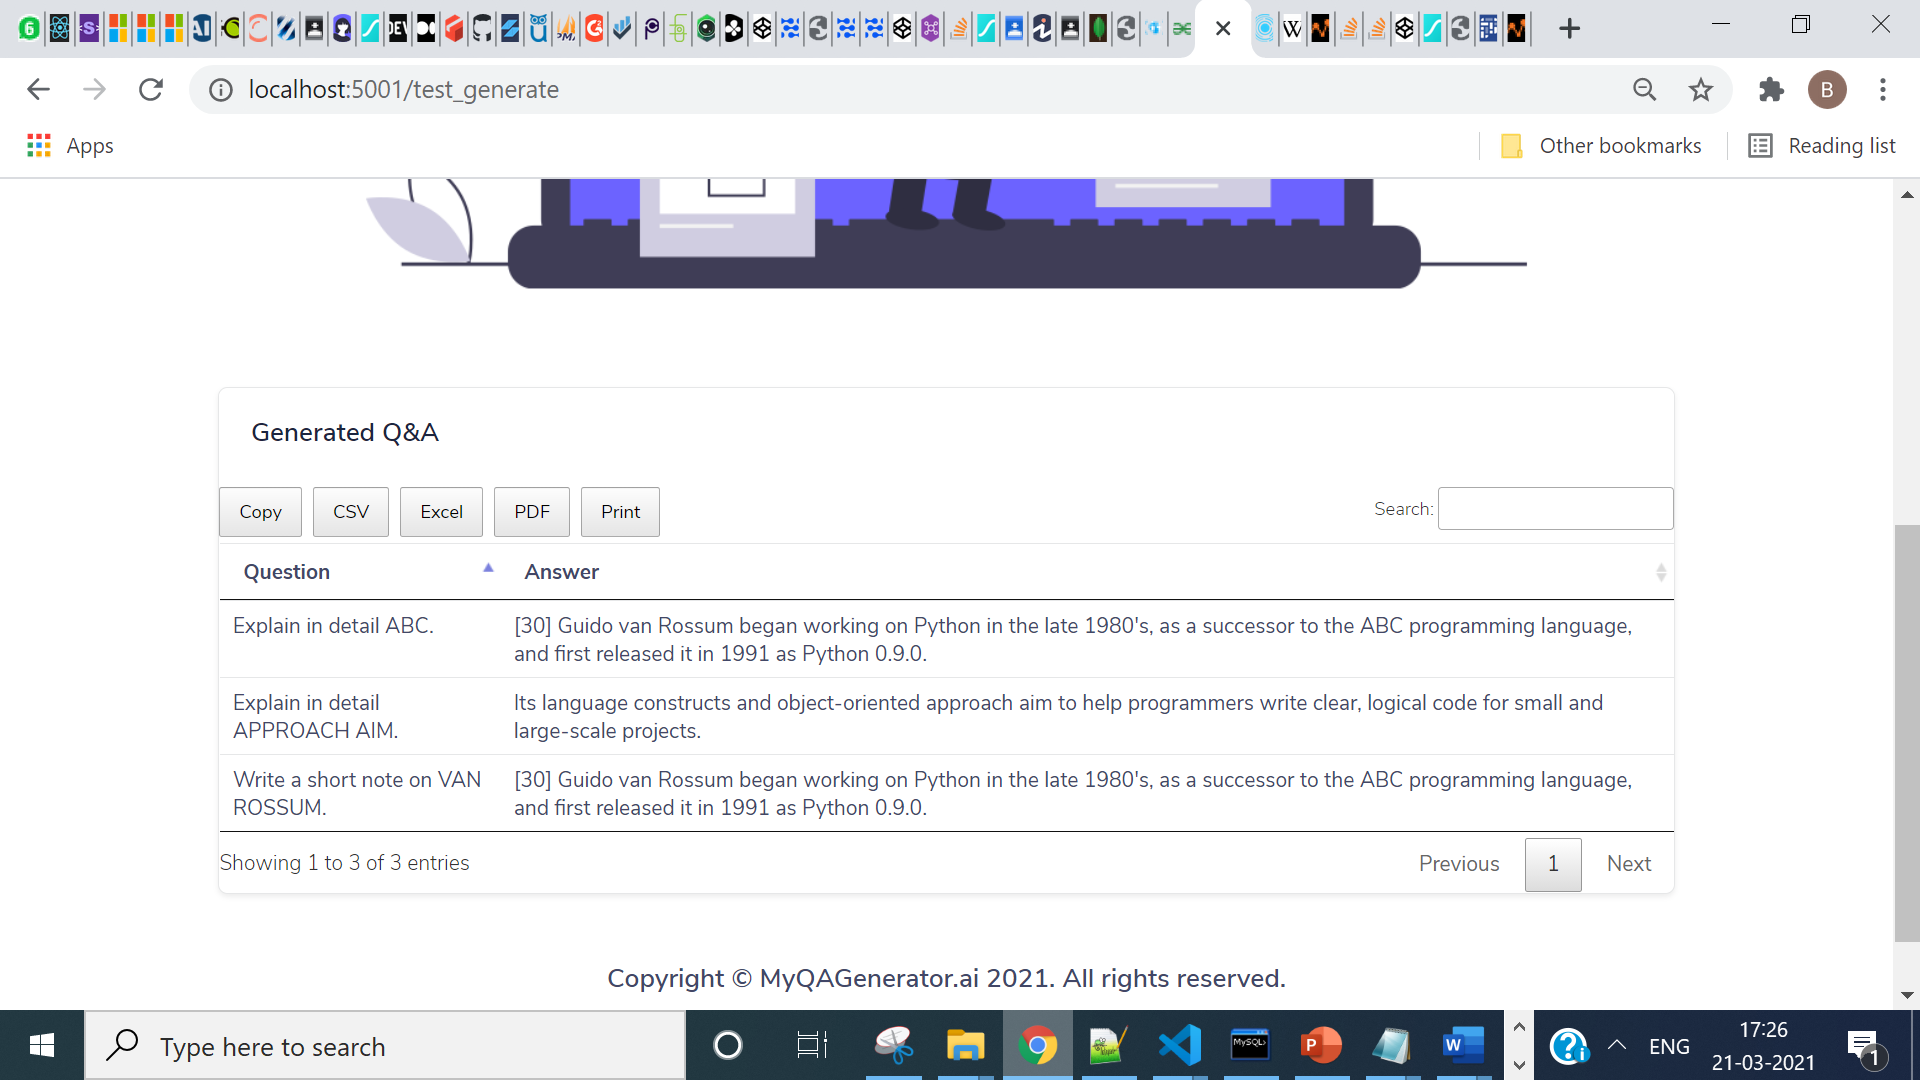 localhost:5001/test_generate
B
Apps
Other bookmarks
Reading list
Generated Q&A
Copy CSV Excel PDF Print
Search:
Question Answer
Explain in detail ABC.
[30] Guido van Rossum began working on Python in the late 1980's, as a successor to the ABC programming language,
and first released it in 1991 as Python 0.9.0.
Explain in detail
APPROACH AIM.
Its language constructs and object-oriented approach aim to help programmers write clear, logical code for small and
large-scale projects.
Write a short note on VAN
ROSSUM.
[30] Guido van Rossum began working on Python in the late 1980's, as a successor to the ABC programming language,
and first released it in 1991 as Python 0.9.0.
Showing 1 to 3 of 3 entries
Previous 1 Next
Copyright © MyQAGenerator.ai 2021. All rights reserved.
Type here to search
MySQL>
P
W
ENG
17:26
21-03-2021
1